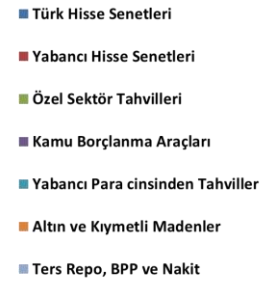 Türk Hisse Senetleri
Yabancı Hisse Senetleri
Özel Sektör Tahvilleri
Kamu Borçlanma Araçları
Yabancı Para cinsinden Tahviller
Altın ve Kıymetli Madenler
Ters Repo, BPP ve Nakit